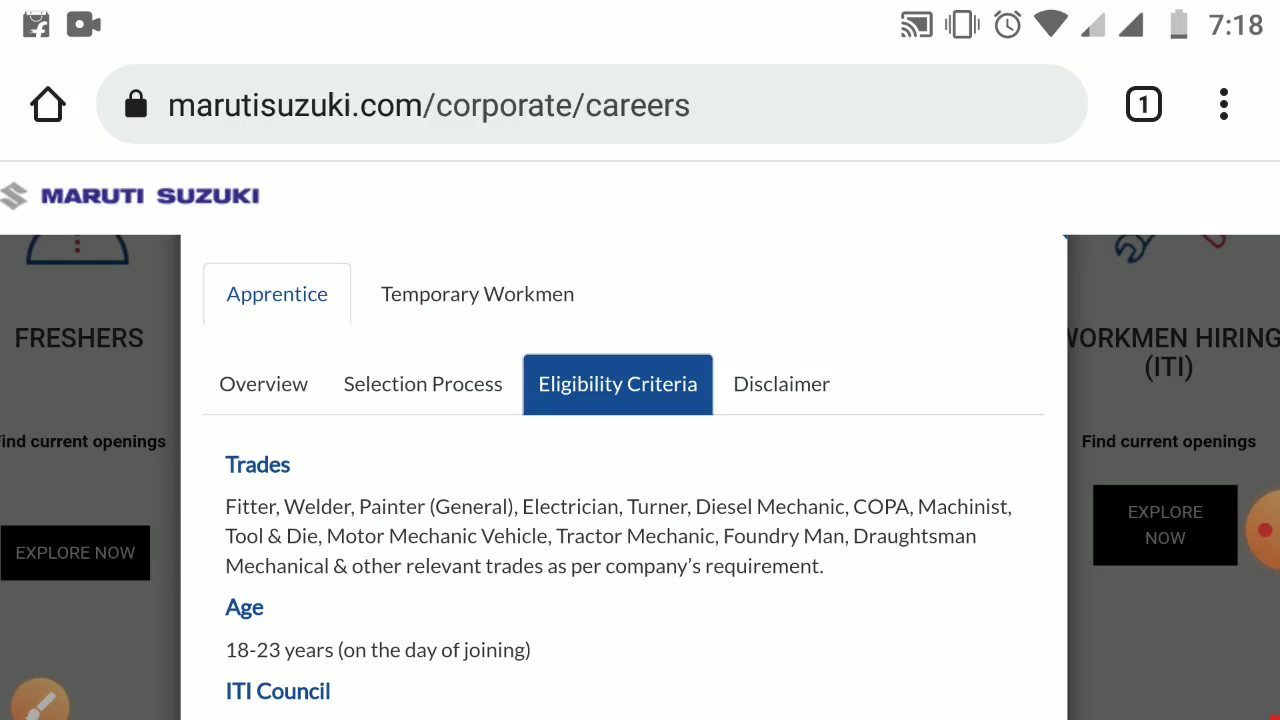 7:18
marutisuzuki.com/corporate/careers
1
MARUTI SUZUKI
Apprentice
Temporary Workmen
FRESHERS
WORKMEN HIRING
(ITI)
Overview
Selection Process
Eligibility Criteria
Disclaimer
Find current openings
Find current openings
Trades
Fitter, Welder, Painter (General), Electrician, Turner, Diesel Mechanic, COPA, Machinist,
Tool & Die, Motor Mechanic Vehicle, Tractor Mechanic, Foundry Man, Draughtsman
Mechanical & other relevant trades as per company’s requirement.
EXPLORE NOW
EXPLORE
NOW
Age
18-23 years (on the day of joining)
ITI Council